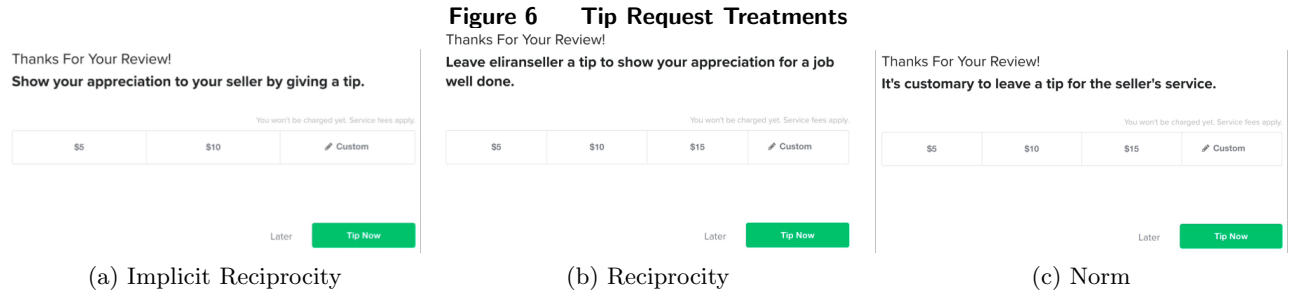 Figure 6 Tip Request Treatments
Thanks For Your Review!
Show your appreciation to your seller by giving a tip.
You won't be charged yet. Service fees apply.
$5 $10 Custom
Later Tip Now
(a) Implicit Reciprocity
Thanks For Your Review!
Leave eliranseller a tip to show your appreciation for a job
well done.
You won't be charged yet. Service fees apply.
$5 $10 $15 Custom
Later Tip Now
(b) Reciprocity
Thanks For Your Review!
It's customary to leave a tip for the seller's service.
You won't be charged yet. Service fees apply.
$5 $10 $15 Custom
Later Tip Now
(c) Norm